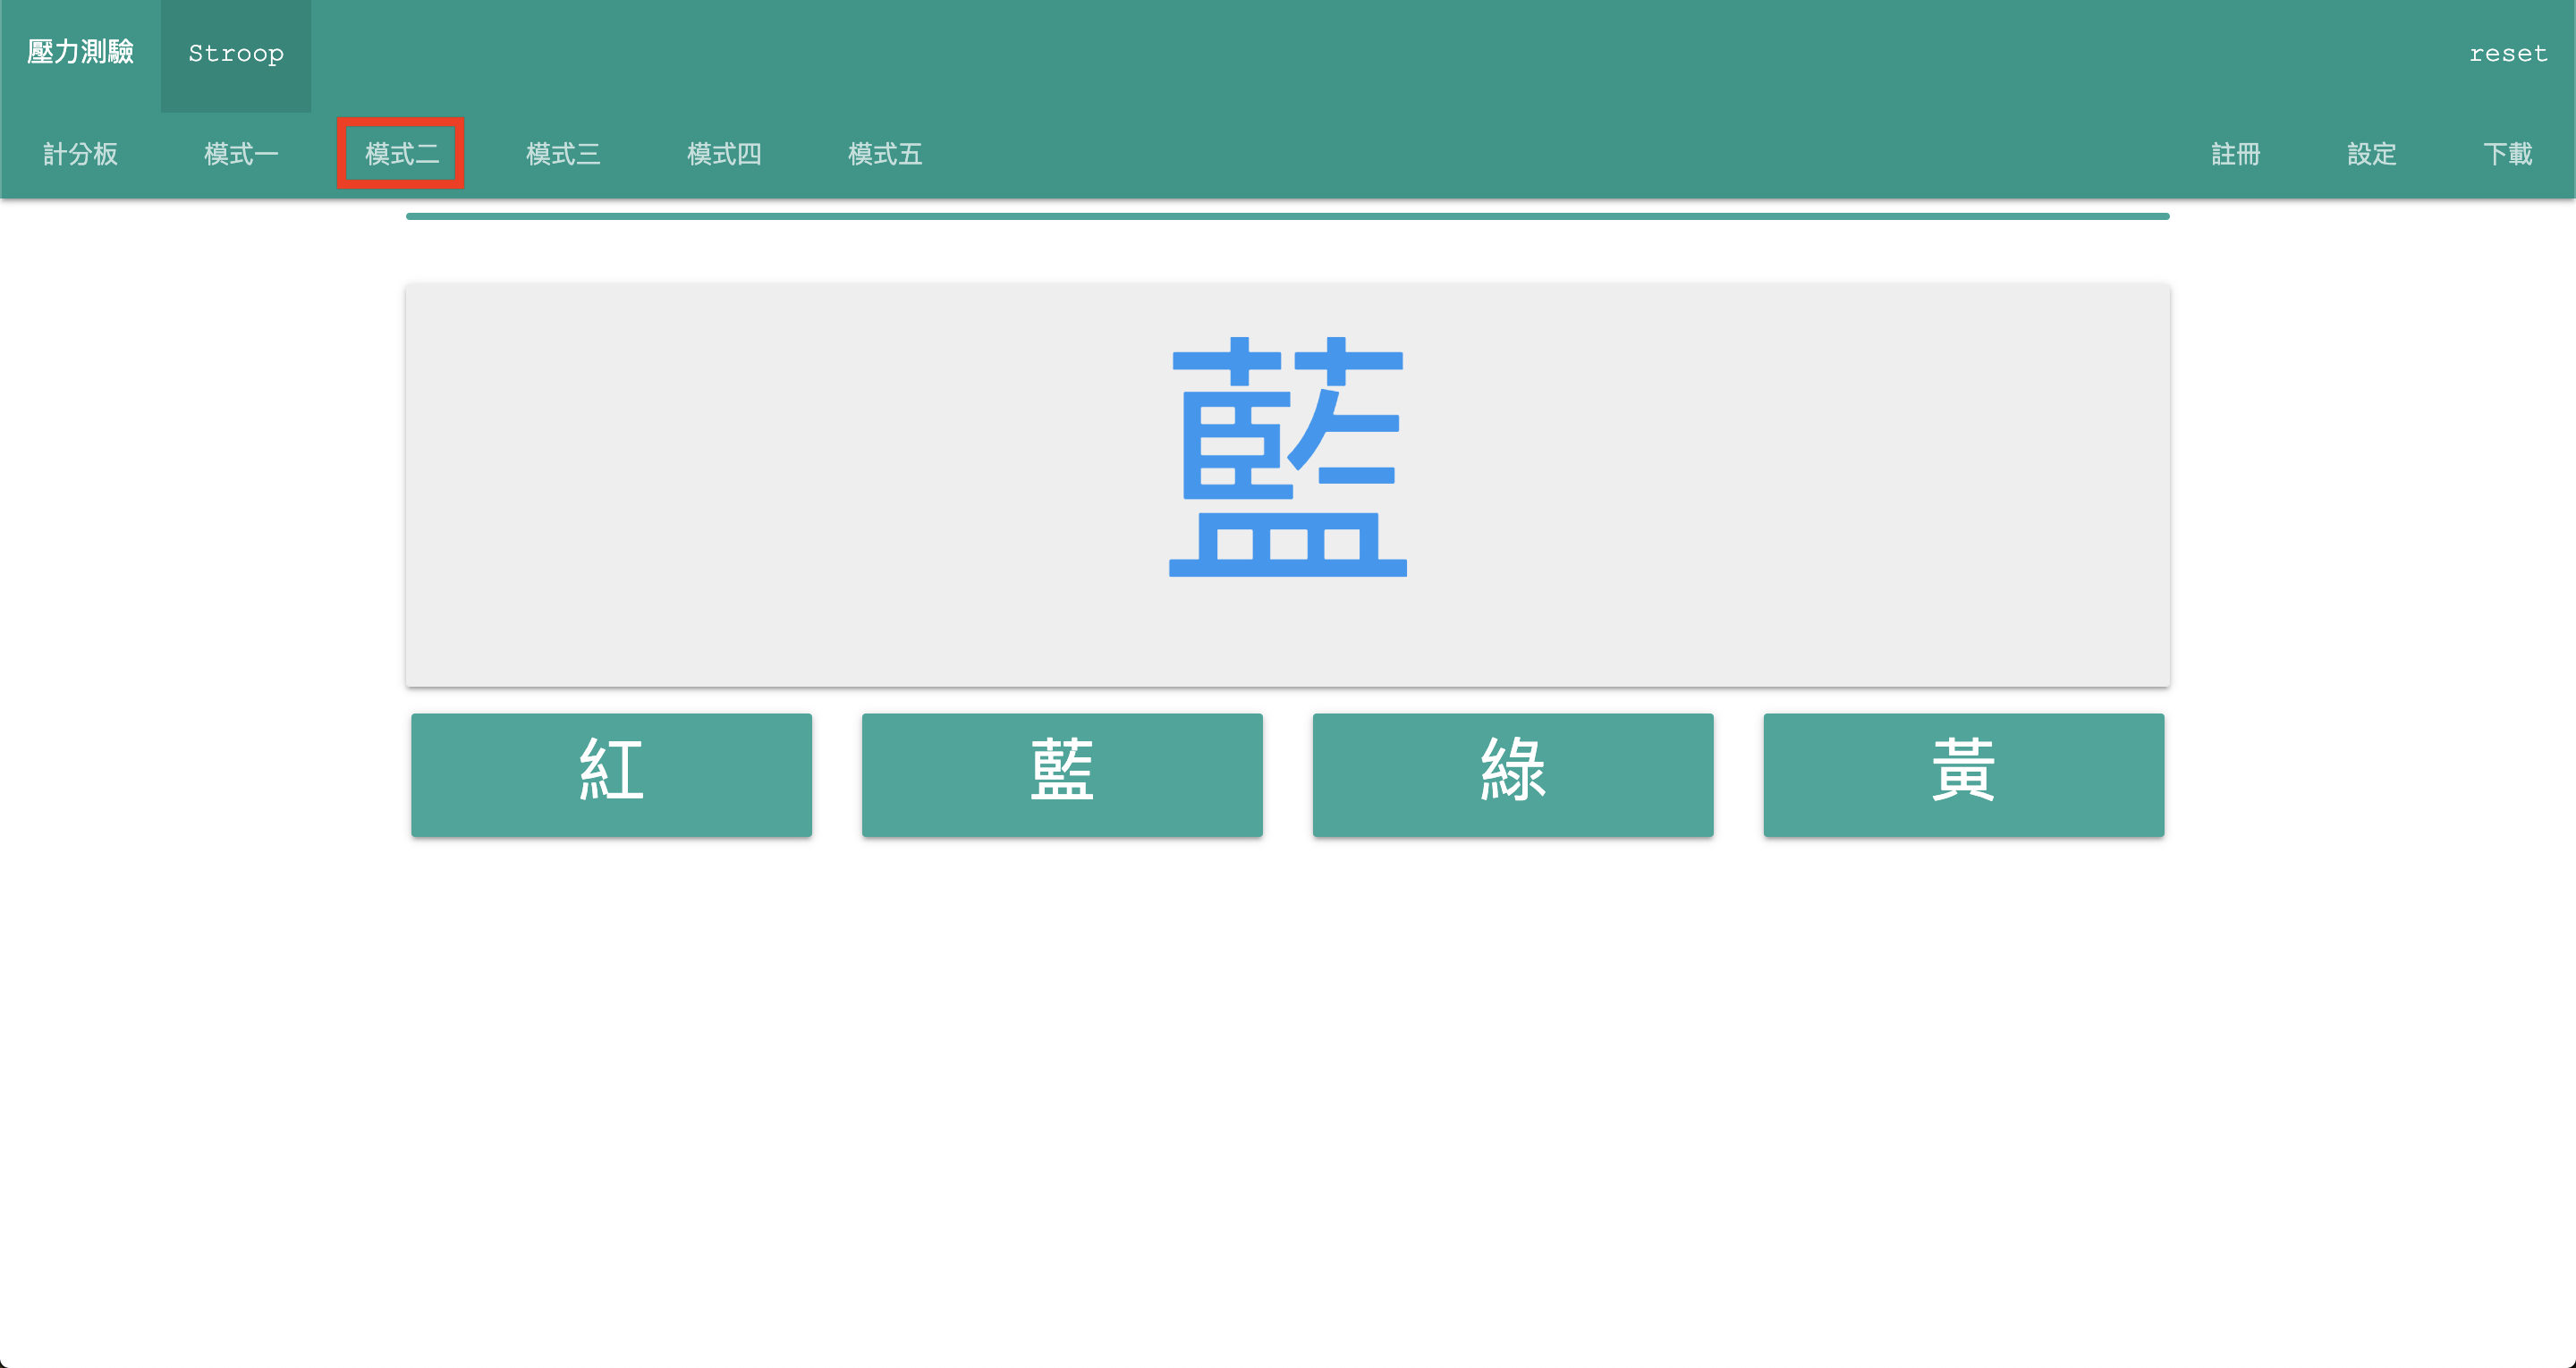 壓力測驗 Stroop reset
計分板 模式一 模式二 模式三 模式四 模式五 註冊 設定 下載
藍
紅 藍 綠 黃